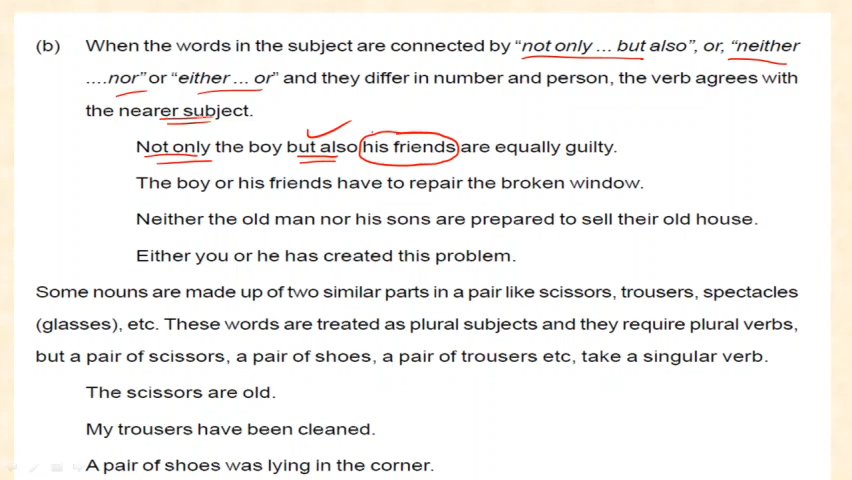 (b) When the words in the subject are connected by “not only ... but also”, or, “neither
....nor” or “either ... or” and they differ in number and person, the verb agrees with
the nearer subject.
Not only the boy but also his friends are equally guilty.
The boy or his friends have to repair the broken window.
Neither the old man nor his sons are prepared to sell their old house.
Either you or he has created this problem.
Some nouns are made up of two similar parts in a pair like scissors, trousers, spectacles
(glasses), etc. These words are treated as plural subjects and they require plural verbs,
but a pair of scissors, a pair of shoes, a pair of trousers etc, take a singular verb.
The scissors are old.
My trousers have been cleaned.
A pair of shoes was lying in the corner.